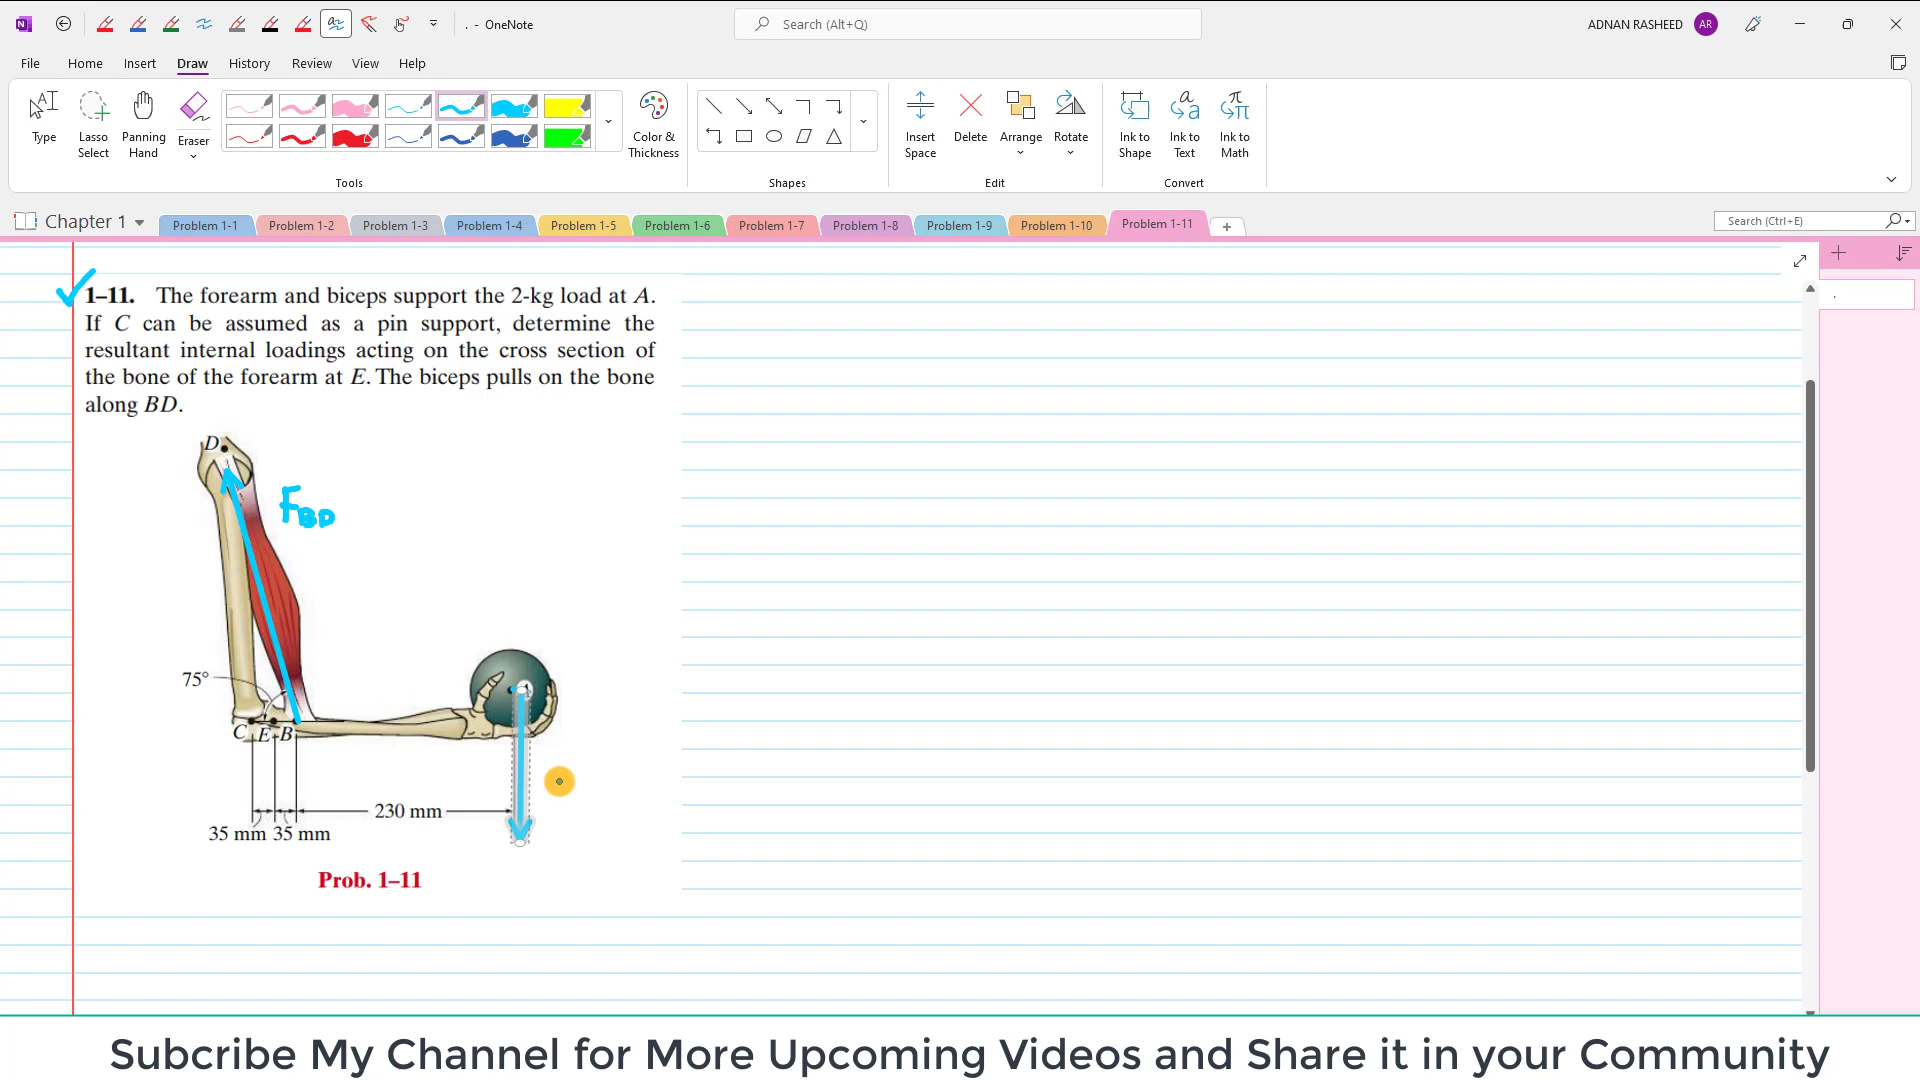 . - OneNote
Search (Alt+Q)
ADNAN RASHEED AR
File Home Insert Draw History Review View Help
Type
Lasso Select
Panning Hand
Eraser
Color & Thickness
Insert Space
Delete
Arrange
Rotate
Ink to Shape
Ink to Text
Ink to Math
Tools Shapes Edit Convert
Chapter 1 Problem 1-1 Problem 1-2 Problem 1-3 Problem 1-4 Problem 1-5 Problem 1-6 Problem 1-7 Problem 1-8 Problem 1-9 Problem 1-10 Problem 1-11
Search (Ctrl+E)
1–11. The forearm and biceps support the 2-kg load at A.
If C can be assumed as a pin support, determine the
resultant internal loadings acting on the cross section of
the bone of the forearm at E. The biceps pulls on the bone
along BD.
D
FBD
75°
C E B
230 mm
35 mm 35 mm
Prob. 1–11
Subcribe My Channel for More Upcoming Videos and Share it in your Community